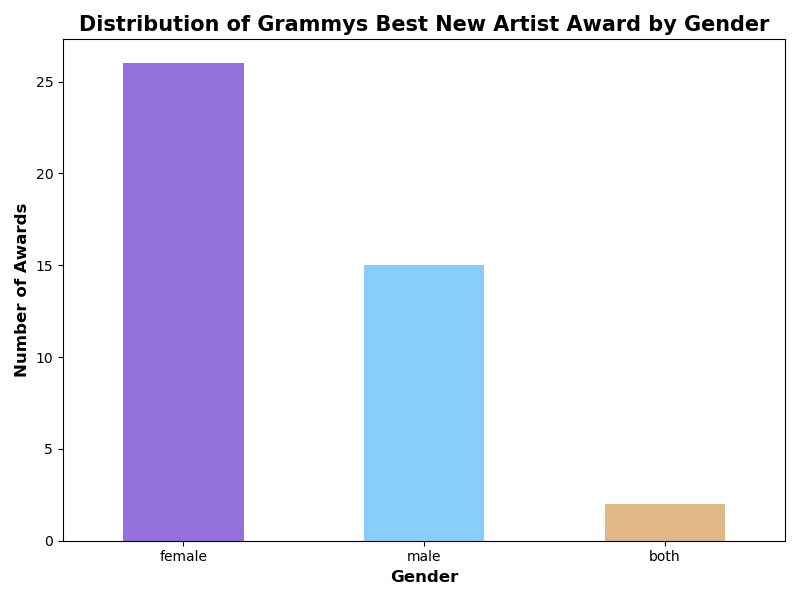 Distribution of Grammys Best New Artist Award by Gender
Number of Awards
25
20
15
10
5
0
female male both
Gender